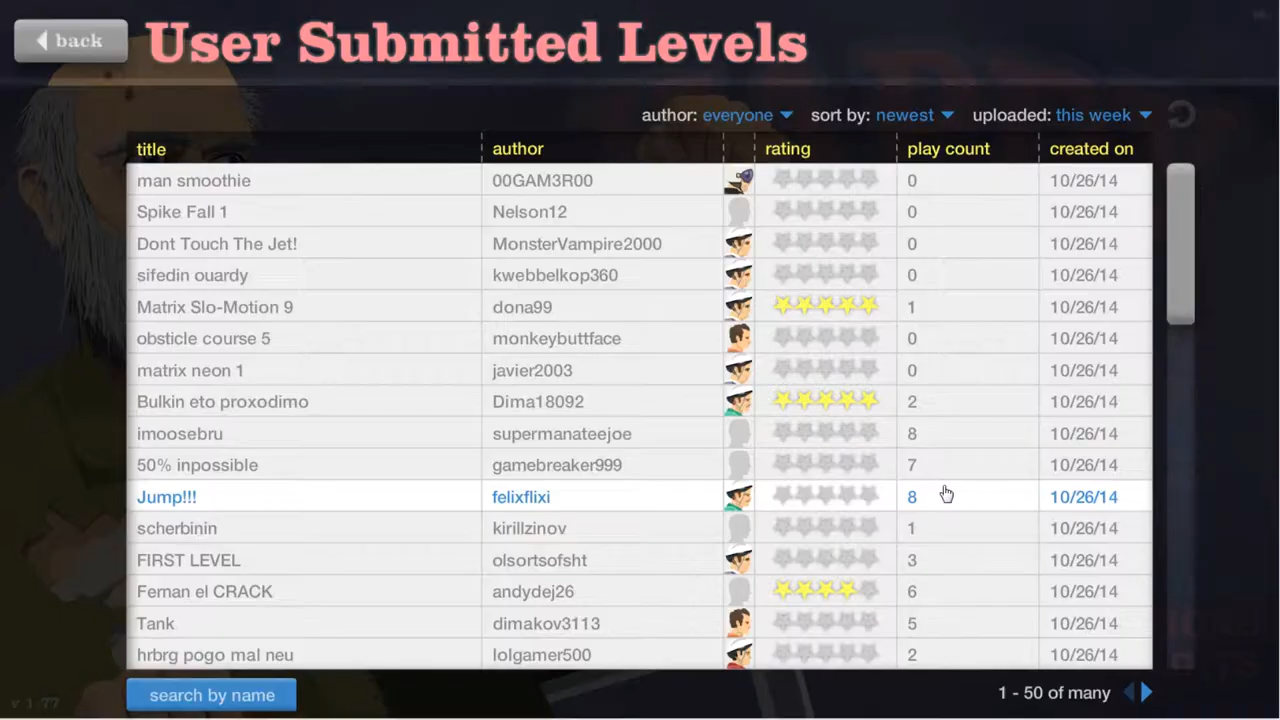 back
User Submitted Levels
author: everyone sort by: newest uploaded: this week
title author rating play count created on
man smoothie 00GAM3R00 0 10/26/14
Spike Fall 1 Nelson12 0 10/26/14
Dont Touch The Jet! MonsterVampire2000 0 10/26/14
sifedin ouardy kwebbelkop360 0 10/26/14
Matrix Slo-Motion 9 dona99 1 10/26/14
obsticle course 5 monkeybuttface 0 10/26/14
matrix neon 1 javier2003 0 10/26/14
Bulkin eto proxodimo Dima18092 2 10/26/14
imoosebru supermanateejoe 8 10/26/14
50% inpossible gamebreaker999 7 10/26/14
Jump!!! felixflixi 8 10/26/14
scherbinin kirillzinov 1 10/26/14
FIRST LEVEL olsortsofsht 3 10/26/14
Fernan el CRACK andydej26 6 10/26/14
Tank dimakov3113 5 10/26/14
hrbrg pogo mal neu lolgamer500 2 10/26/14
search by name 1 - 50 of many
v 1.77